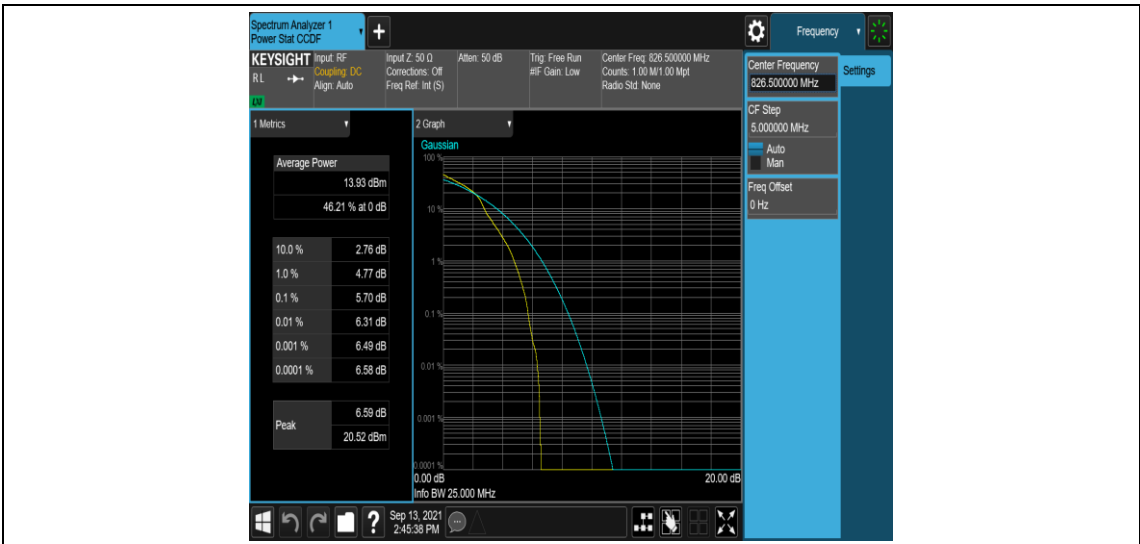 Spectrum Analyzer 1
Power Stat CCDF
+
Frequency
KEYSIGHT
RL
LXI
Input: RF
Coupling: DC
Align: Auto
Input Z: 50 Ω
Corrections: Off
Freq Ref: Int (S)
Atten: 50 dB
Trig: Free Run
#IF Gain: Low
Center Freq: 826.500000 MHz
Counts: 1.00 M/1.00 Mpt
Radio Std: None
Center Frequency
826.500000 MHz
Settings
CF Step
5.000000 MHz
Auto
Man
Freq Offset
0 Hz
1 Metrics
Average Power
13.93 dBm
46.21 % at 0 dB
10.0 % 2.76 dB
1.0 % 4.77 dB
0.1 % 5.70 dB
0.01 % 6.31 dB
0.001 % 6.49 dB
0.0001 % 6.58 dB
Peak
6.59 dB
20.52 dBm
2 Graph
Gaussian
100 %
10 %
1 %
0.1 %
0.01 %
0.001 %
0.0001 %
0.00 dB 20.00 dB
Info BW 25.000 MHz
?
Sep 13, 2021
2:45:38 PM